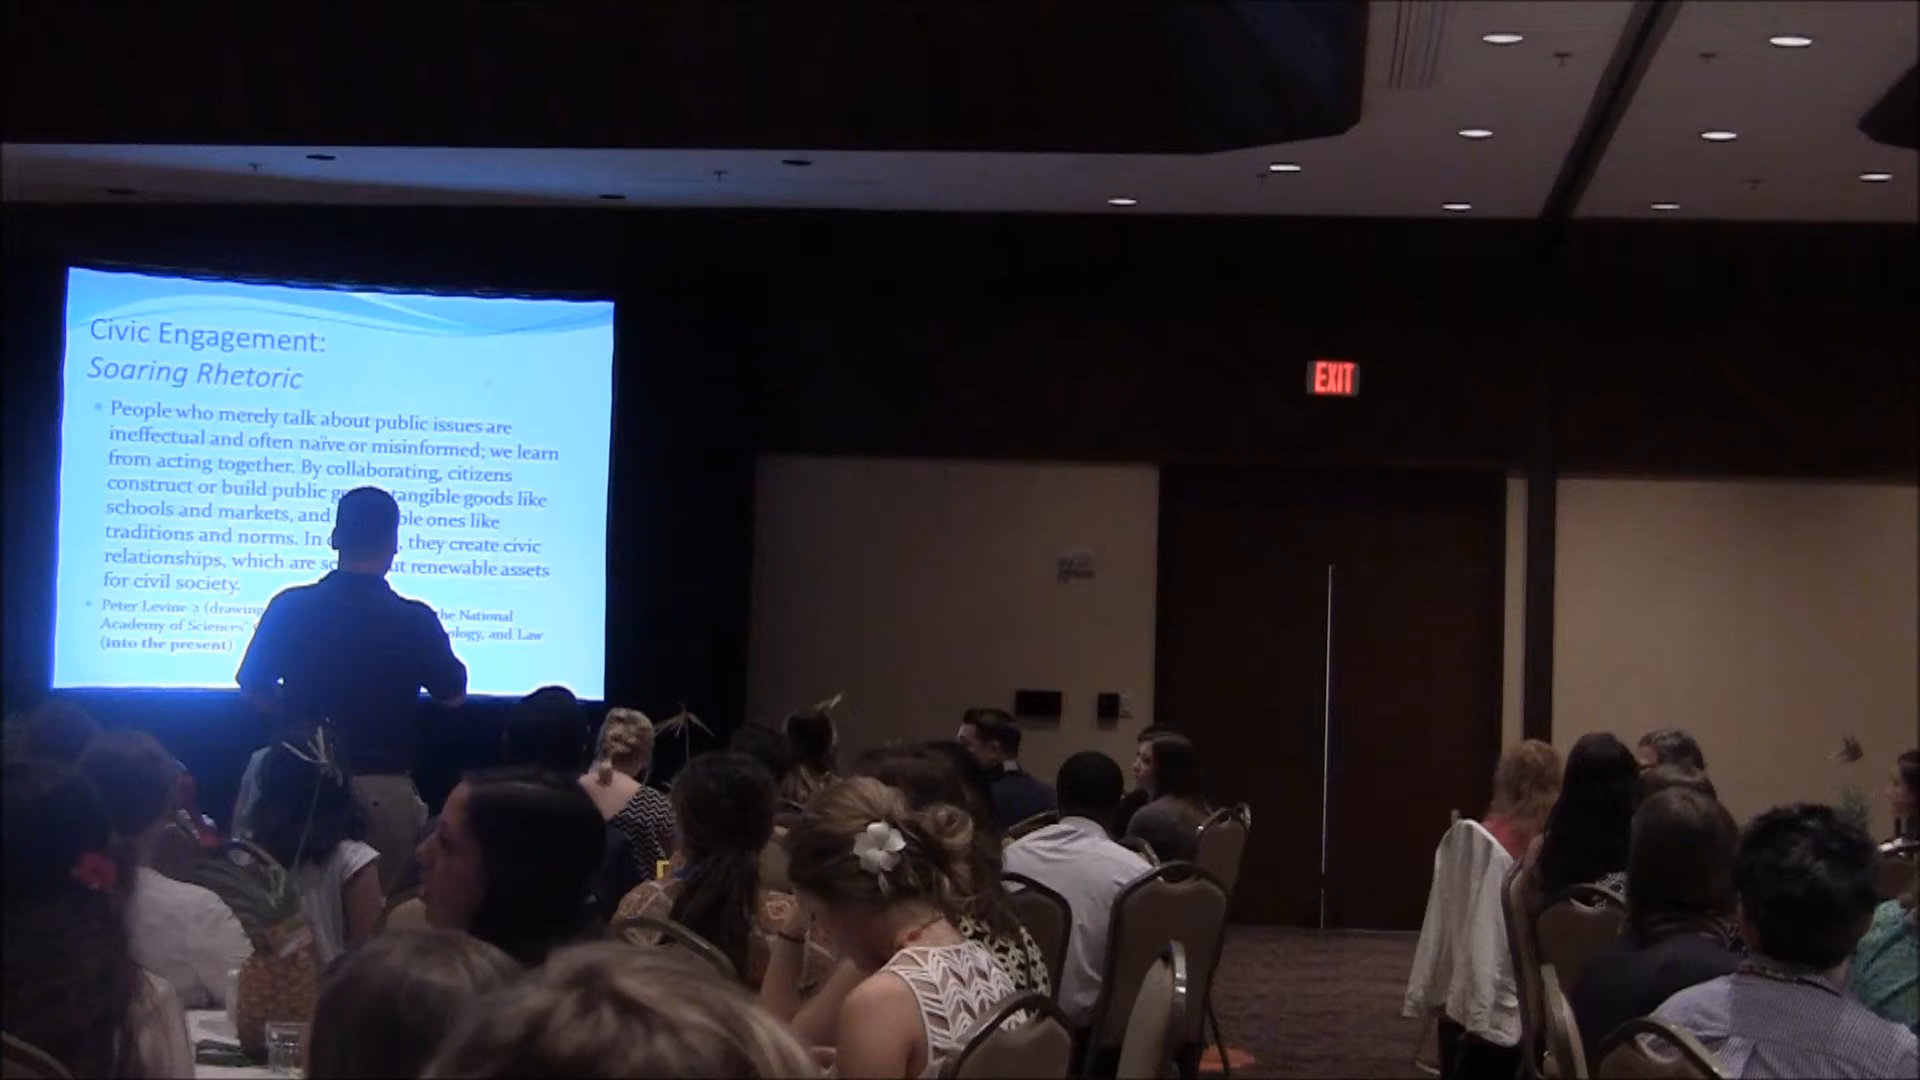 Civic Engagement:
Soaring Rhetoric
People who merely talk about public issues are
ineffectual and often naïve or misinformed; we learn
from acting together. By collaborating, citizens
construct or build public tangible goods like
schools and markets, and ones like
traditions and norms. In they create civic
relationships, which are renewable assets
for civil society.
Peter Levine 2 (drawing the National
Academy of Sciences' and Law
(into the present)
EXIT